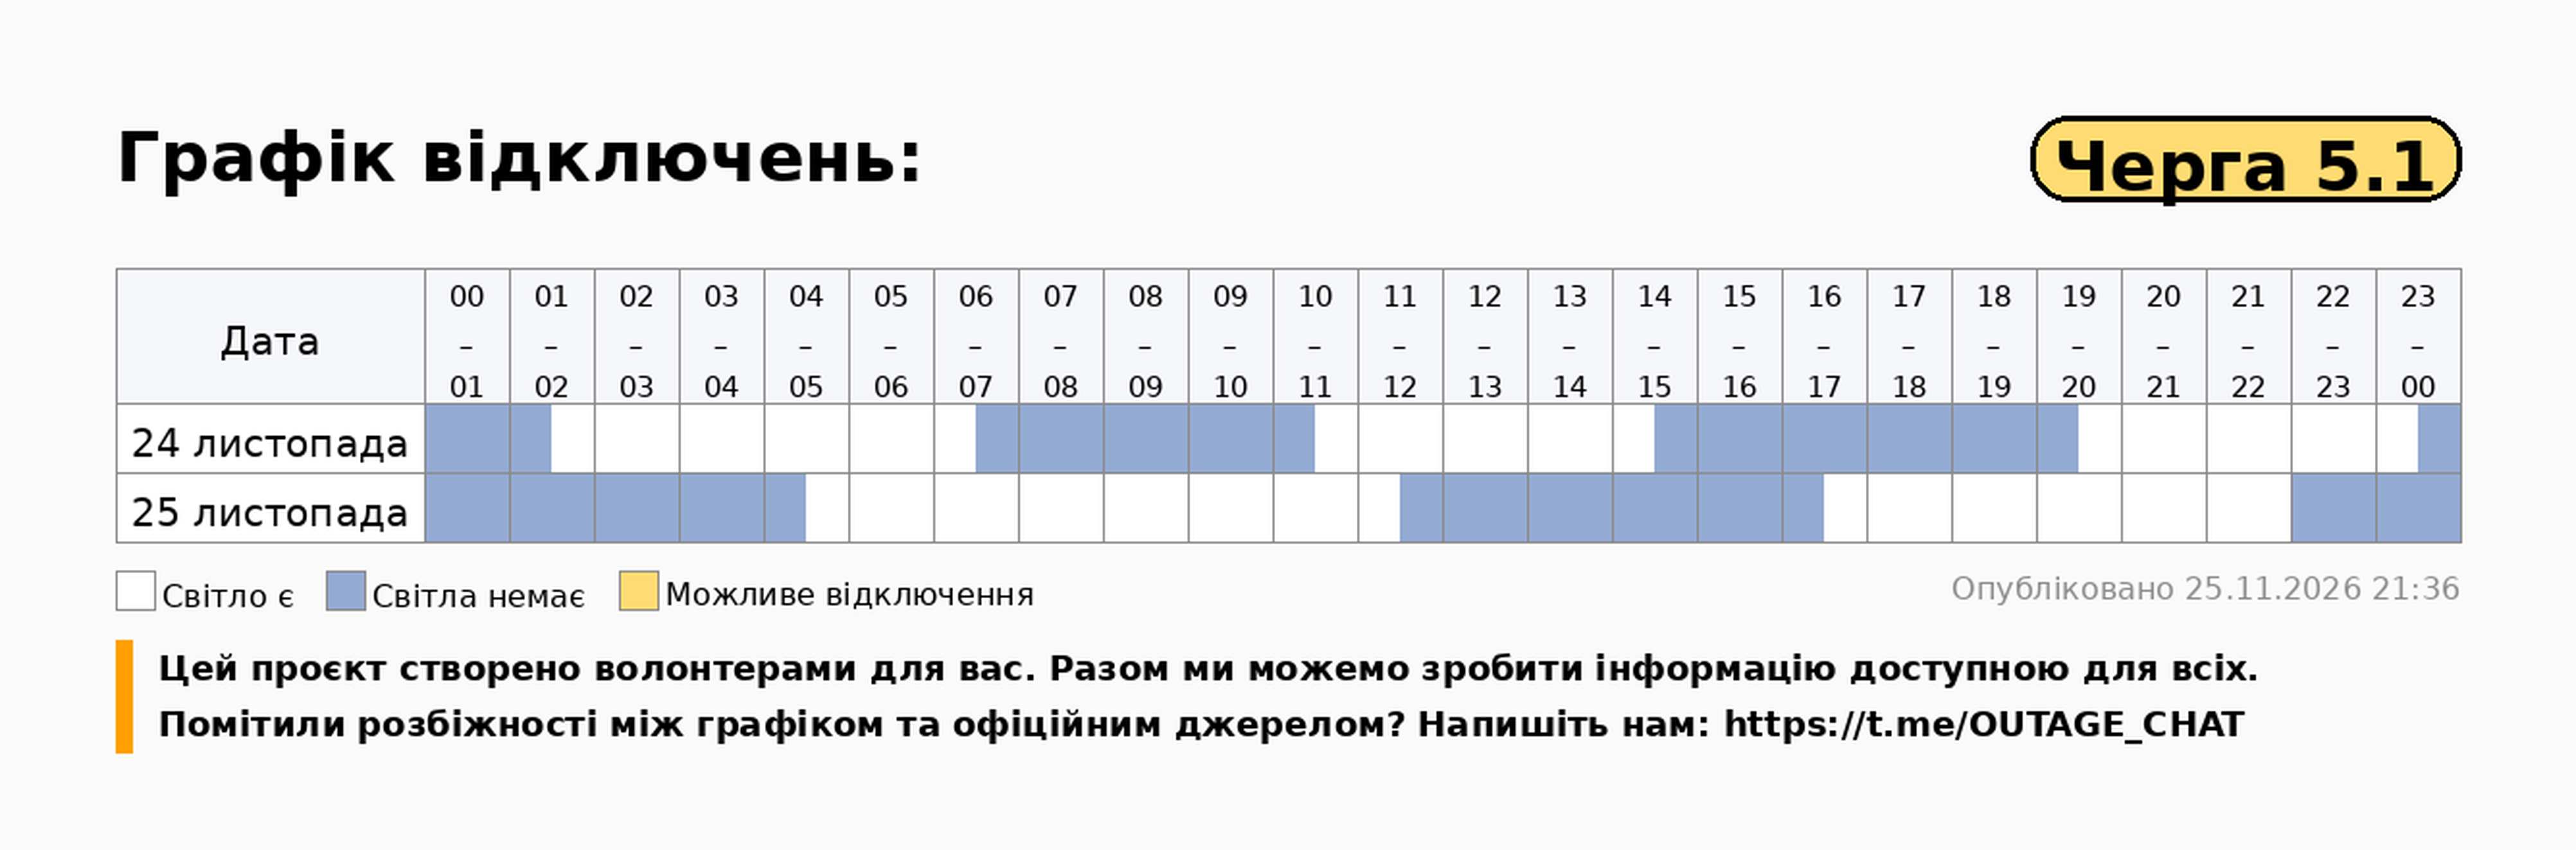 Графік відключень:
Черга 5.1
Дата
00 – 01
01 – 02
02 – 03
03 – 04
04 – 05
05 – 06
06 – 07
07 – 08
08 – 09
09 – 10
10 – 11
11 – 12
12 – 13
13 – 14
14 – 15
15 – 16
16 – 17
17 – 18
18 – 19
19 – 20
20 – 21
21 – 22
22 – 23
23 – 00
24 листопада
25 листопада
Світло є
Світла немає
Можливе відключення
Опубліковано 25.11.2026 21:36
Цей проєкт створено волонтерами для вас. Разом ми можемо зробити інформацію доступною для всіх.
Помітили розбіжності між графіком та офіційним джерелом? Напишіть нам: https://t.me/OUTAGE_CHAT